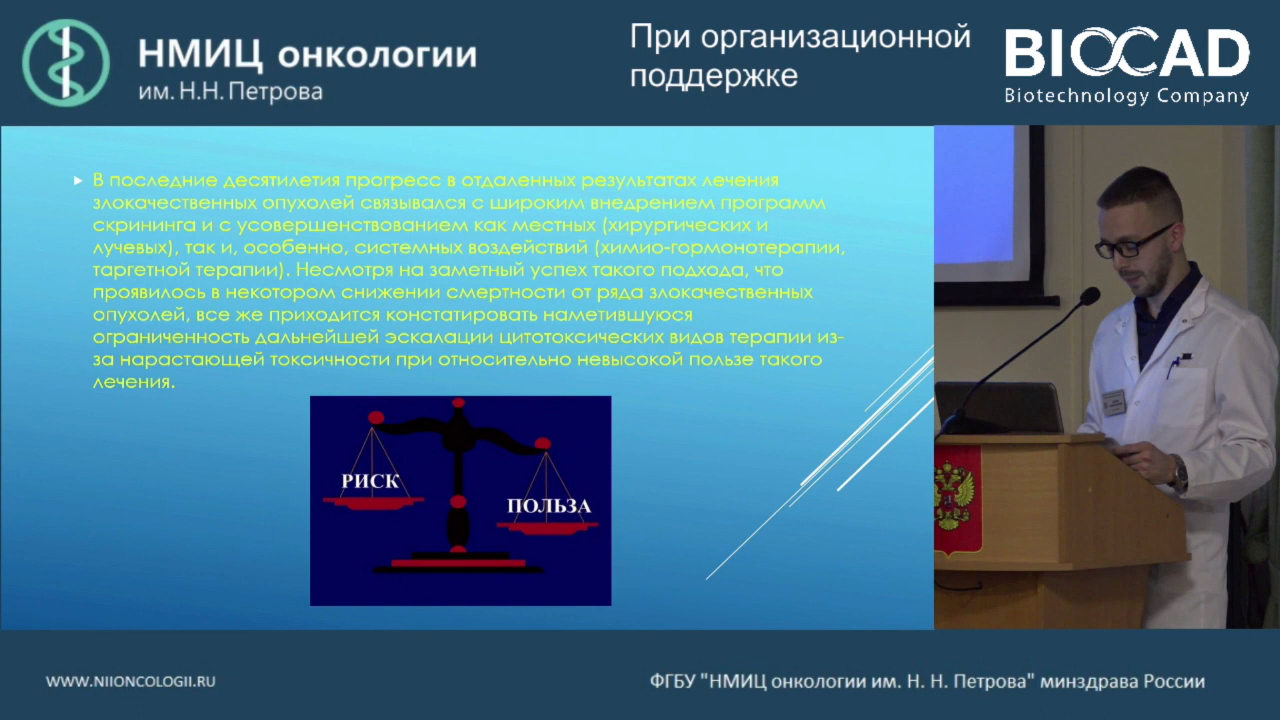 НМИЦ онкологии
им. Н.Н. Петрова
При организационной
поддержке
BIOCAD
Biotechnology Company
В последние десятилетия прогресс в отдаленных результатах лечения
злокачественных опухолей связывался с широким внедрением программ
скрининга и с усовершенствованием как местных (хирургических и
лучевых), так и, особенно, системных воздействий (химио-гормонотерапии,
таргетной терапии). Несмотря на заметный успех такого подхода, что
проявилось в некотором снижении смертности от ряда злокачественных
опухолей, все же приходится констатировать наметившуюся
ограниченность дальнейшей эскалации цитотоксических видов терапии из-
за нарастающей токсичности при относительно невысокой пользе такого
лечения.
РИСК
ПОЛЬЗА
WWW.NIIONCOLOGII.RU
ФГБУ "НМИЦ онкологии им. Н. Н. Петрова" минздрава России